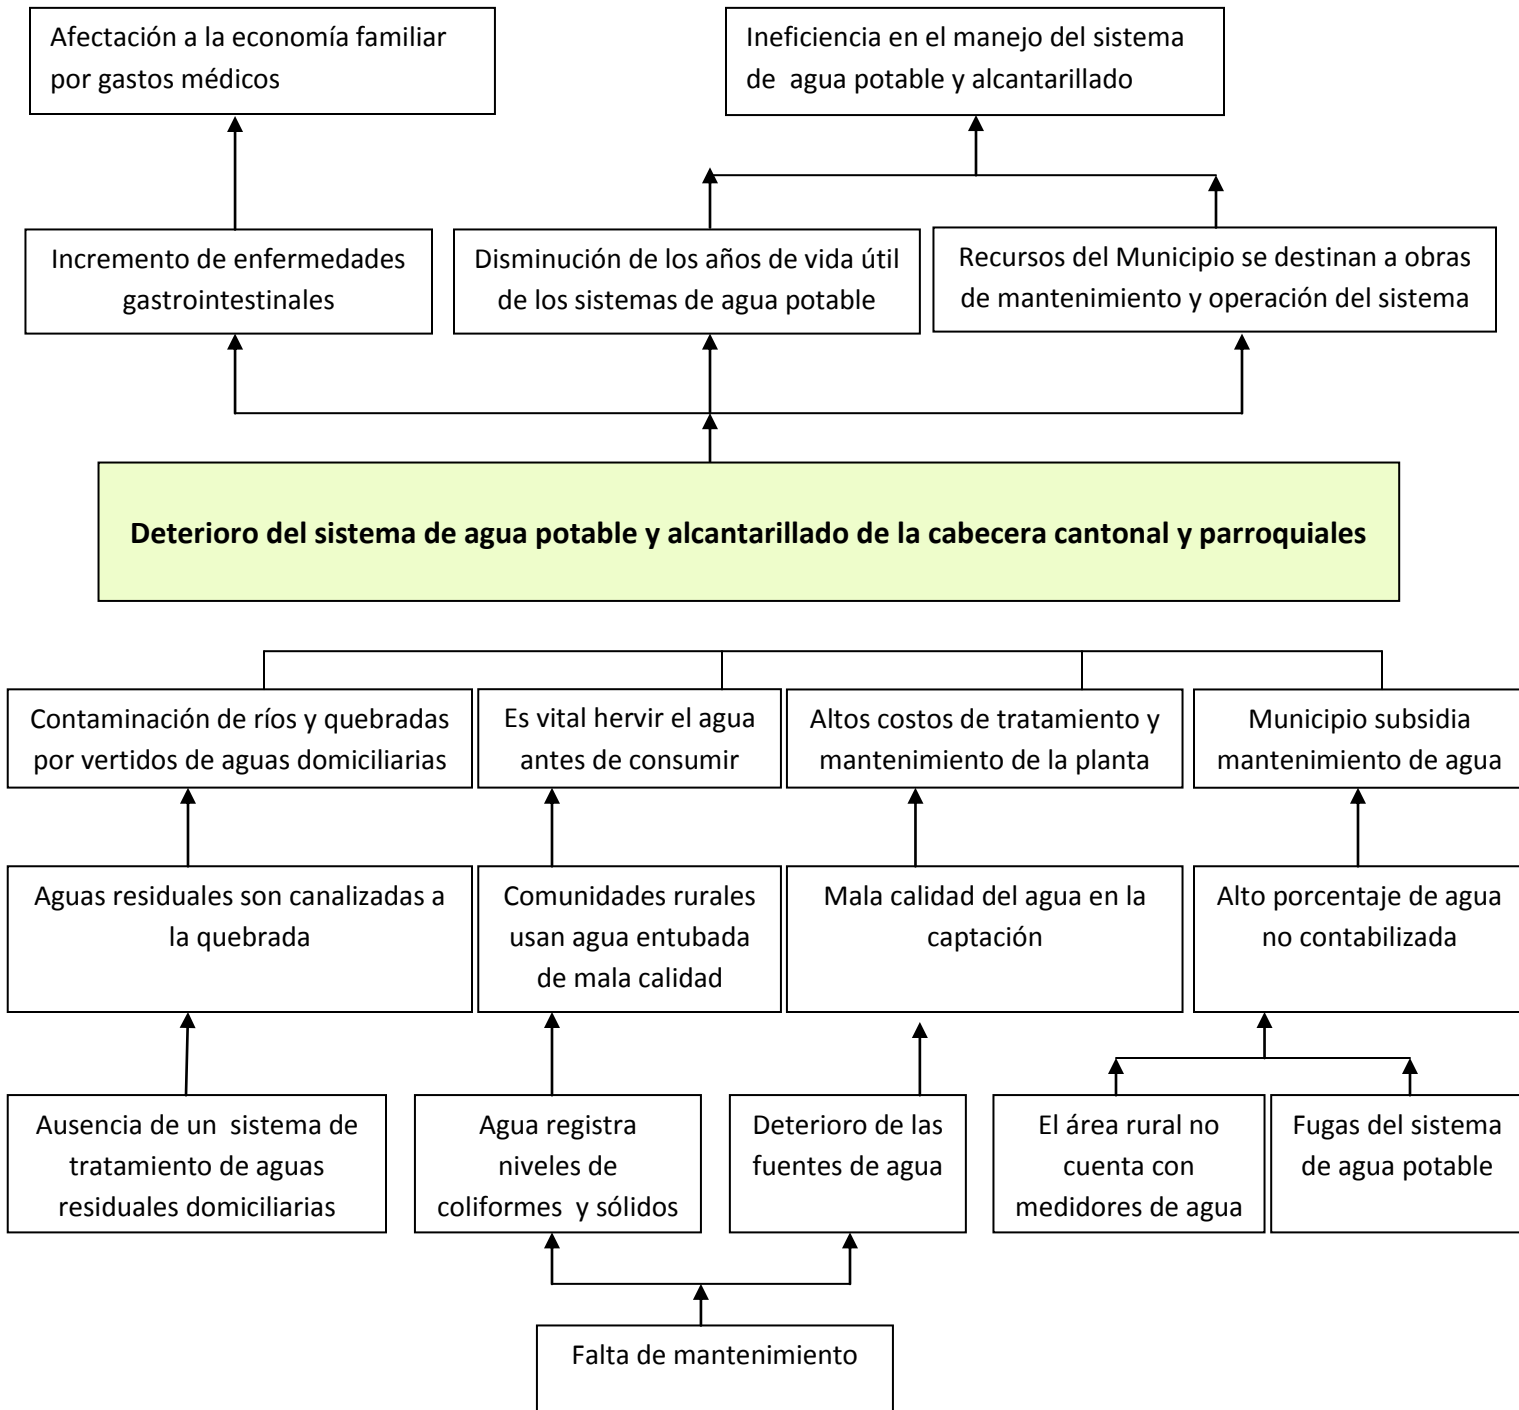 Afectación a la economía familiar
por gastos médicos
Ineficiencia en el manejo del sistema
de agua potable y alcantarillado
Incremento de enfermedades
gastrointestinales
Disminución de los años de vida útil
de los sistemas de agua potable
Recursos del Municipio se destinan a obras
de mantenimiento y operación del sistema
Deterioro del sistema de agua potable y alcantarillado de la cabecera cantonal y parroquiales
Contaminación de ríos y quebradas
por vertidos de aguas domiciliarias
Es vital hervir el agua
antes de consumir
Altos costos de tratamiento y
mantenimiento de la planta
Municipio subsidia
mantenimiento de agua
Aguas residuales son canalizadas a
la quebrada
Comunidades rurales
usan agua entubada
de mala calidad
Mala calidad del agua en la
captación
Alto porcentaje de agua
no contabilizada
Ausencia de un sistema de
tratamiento de aguas
residuales domiciliarias
Agua registra
niveles de
coliformes y sólidos
Deterioro de las
fuentes de agua
El área rural no
cuenta con
medidores de agua
Fugas del sistema
de agua potable
Falta de mantenimiento